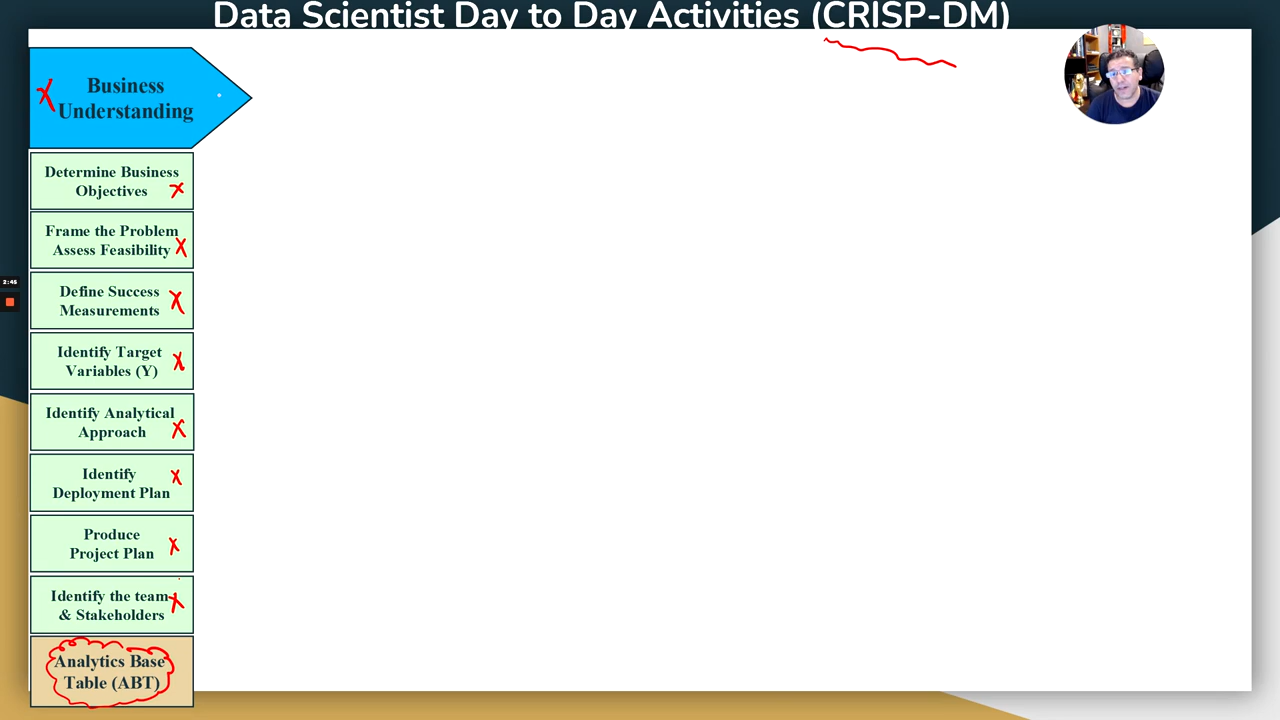 Data Scientist Day to Day Activities (CRISP-DM)
Business
Understanding
Determine Business
Objectives
Frame the Problem
Assess Feasibility
Define Success
Measurements
Identify Target
Variables (Y)
Identify Analytical
Approach
Identify
Deployment Plan
Produce
Project Plan
Identify the team
& Stakeholders
Analytics Base
Table (ABT)
2:45